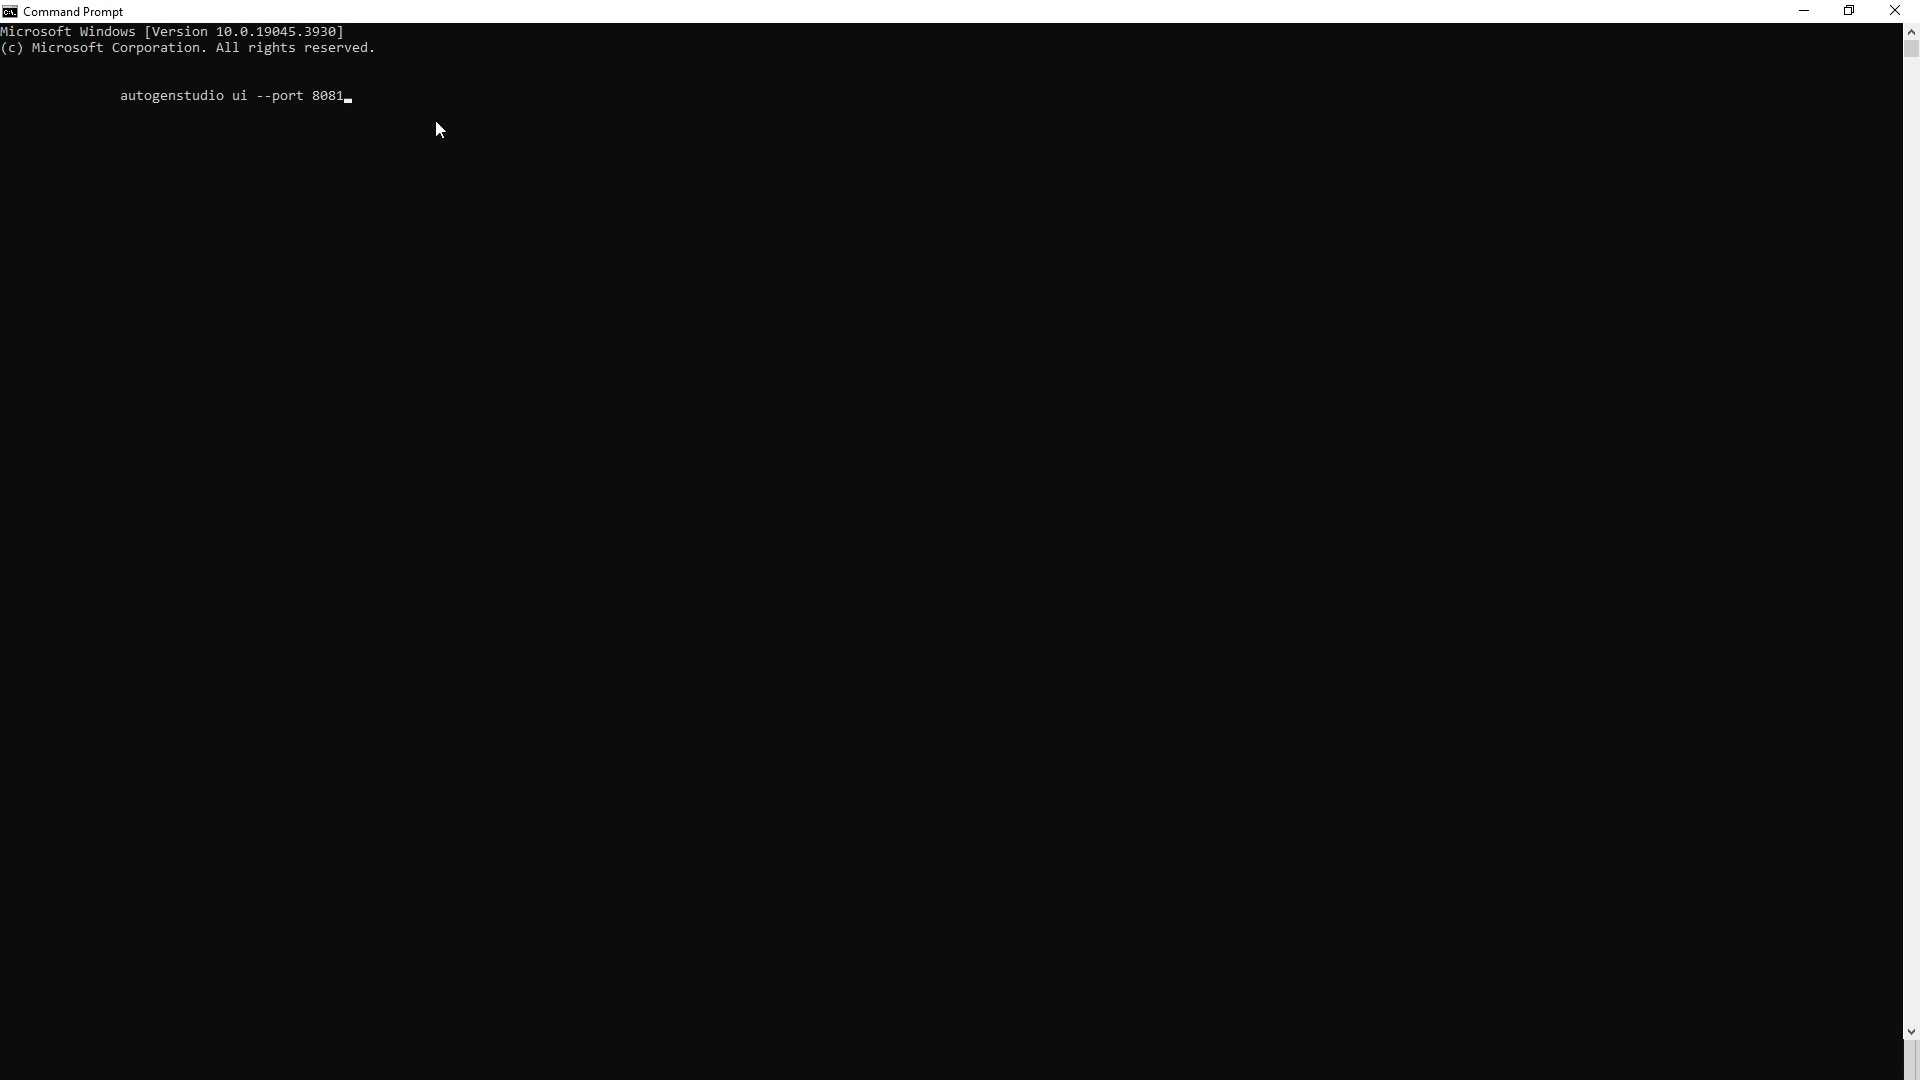 Command Prompt
Microsoft Windows [Version 10.0.19045.3930]
(c) Microsoft Corporation. All rights reserved.
autogenstudio ui --port 8081